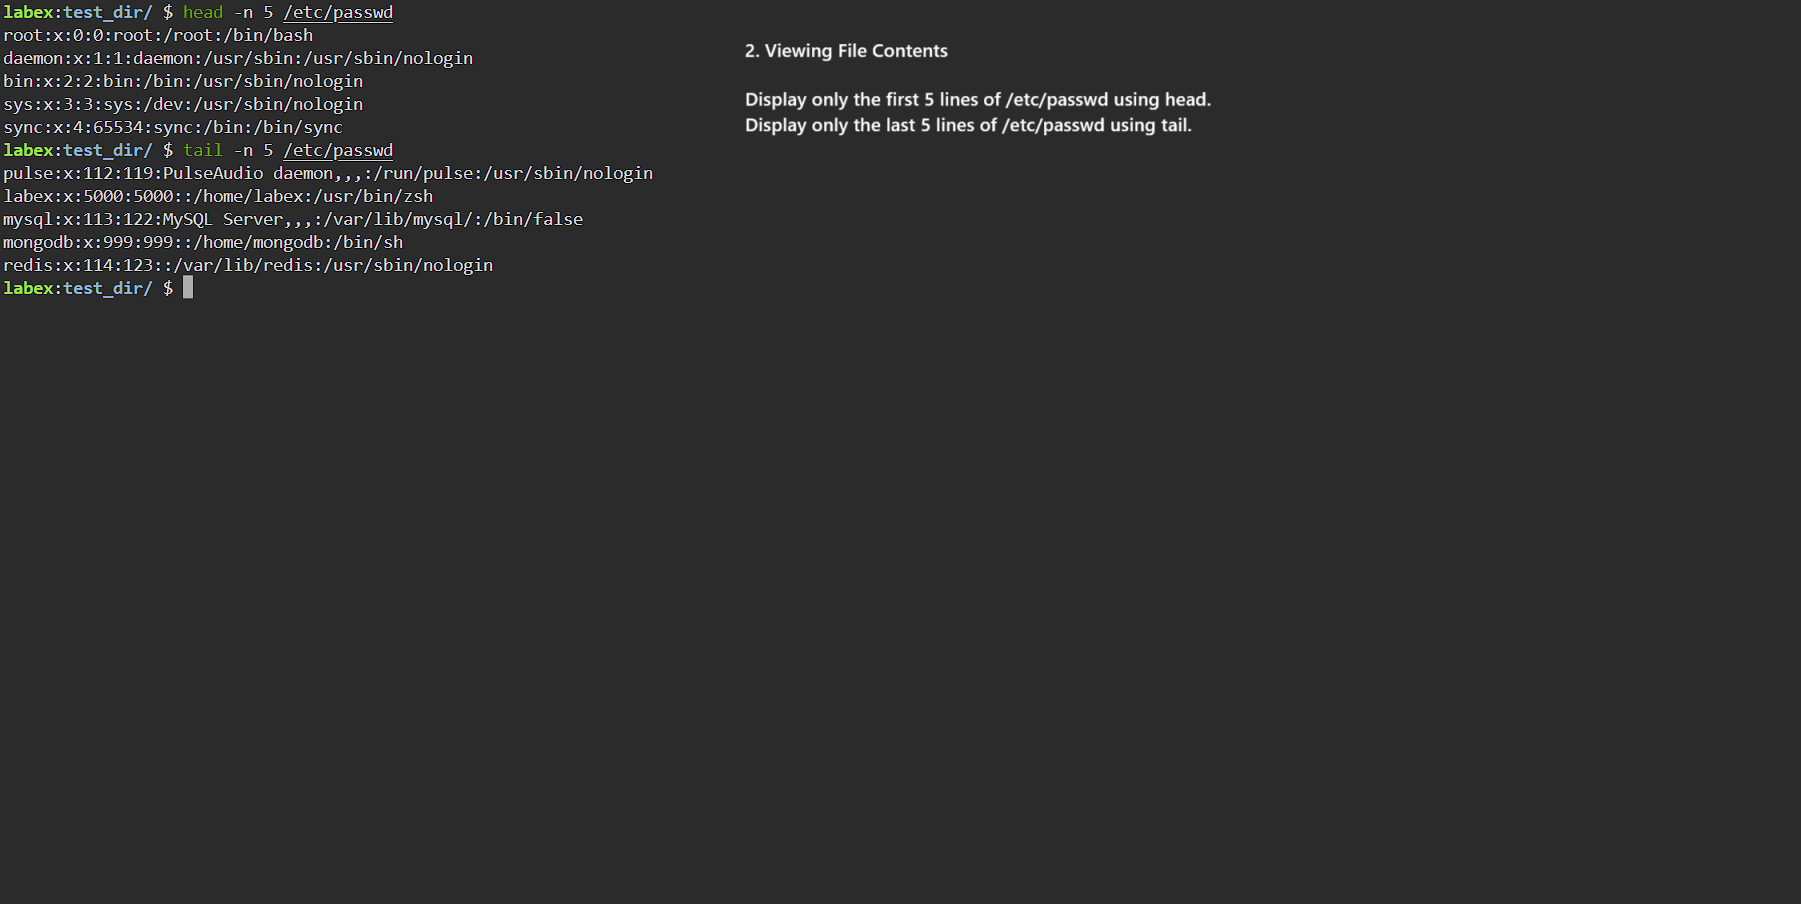 labex:test_dir/ $ head -n 5 /etc/passwd
root:x:0:0:root:/root:/bin/bash
daemon:x:1:1:daemon:/usr/sbin:/usr/sbin/nologin
bin:x:2:2:bin:/bin:/usr/sbin/nologin
sys:x:3:3:sys:/dev:/usr/sbin/nologin
sync:x:4:65534:sync:/bin:/bin/sync
labex:test_dir/ $ tail -n 5 /etc/passwd
pulse:x:112:119:PulseAudio daemon,,,:/run/pulse:/usr/sbin/nologin
labex:x:5000:5000::/home/labex:/usr/bin/zsh
mysql:x:113:122:MySQL Server,,,:/var/lib/mysql/:/bin/false
mongodb:x:999:999::/home/mongodb:/bin/sh
redis:x:114:123::/var/lib/redis:/usr/sbin/nologin
labex:test_dir/ $
2. Viewing File Contents
Display only the first 5 lines of /etc/passwd using head.
Display only the last 5 lines of /etc/passwd using tail.